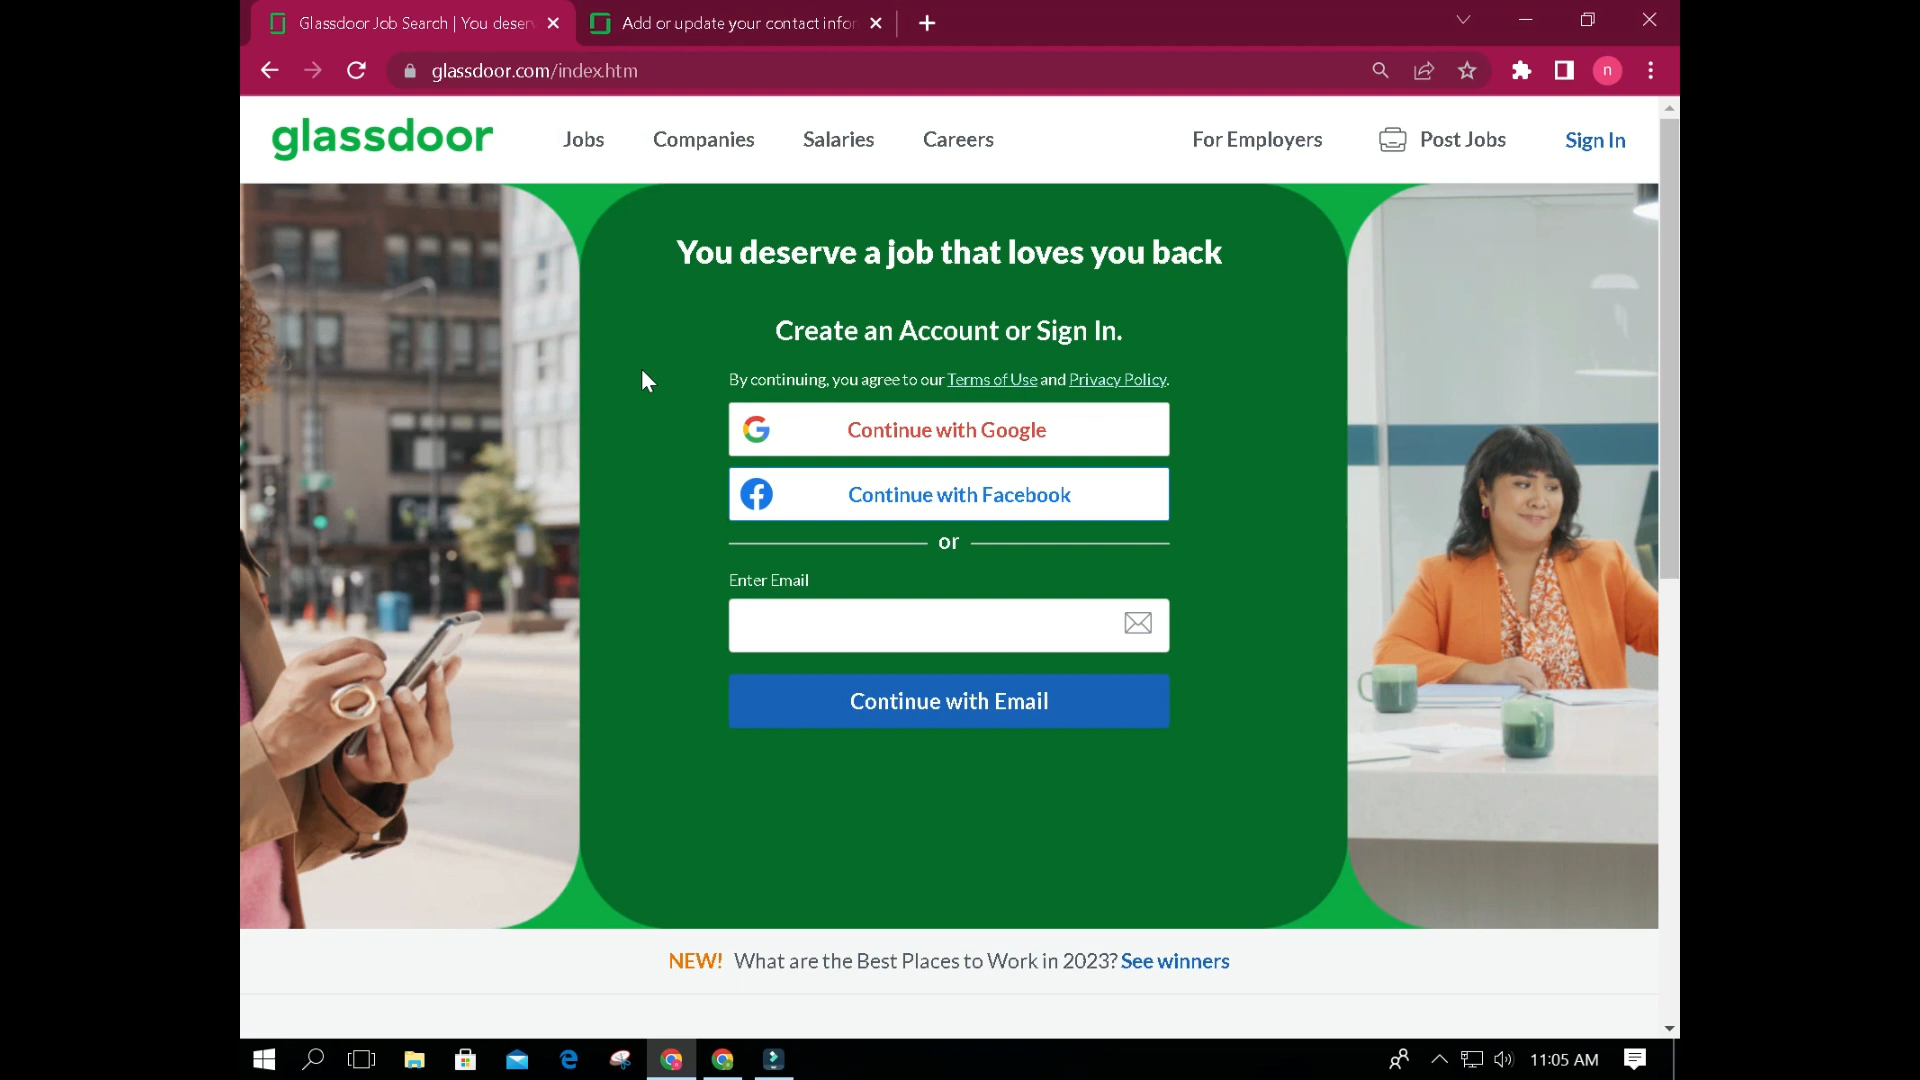 Glassdoor Job Search | You deser
Add or update your contact infor
glassdoor.com/index.htm
n
glassdoor
Jobs
Companies
Salaries
Careers
For Employers
Post Jobs
Sign In
You deserve a job that loves you back
Create an Account or Sign In.
By continuing, you agree to our Terms of Use and Privacy Policy.
Continue with Google
Continue with Facebook
or
Enter Email
Continue with Email
NEW! What are the Best Places to Work in 2023? See winners
11:05 AM